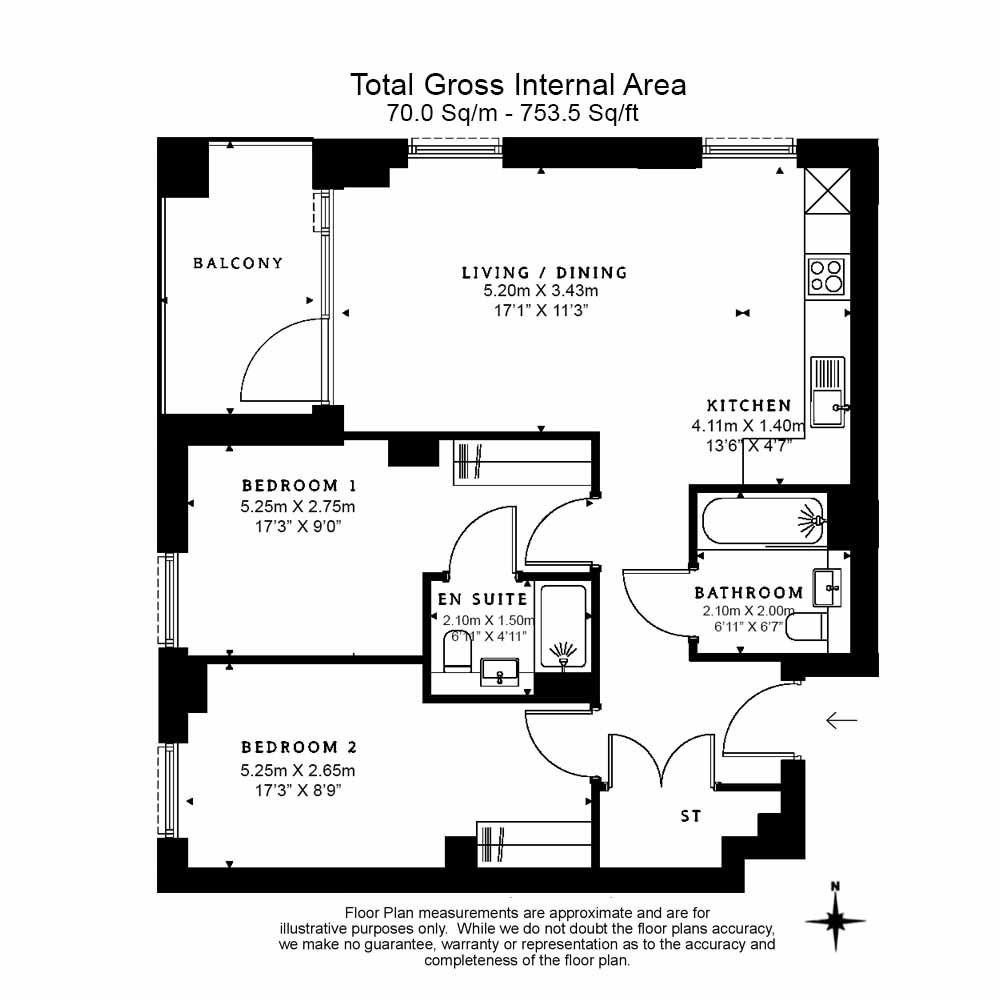 Total Gross Internal Area
70.0 Sq/m - 753.5 Sq/ft
BALCONY
LIVING / DINING
5.20m X 3.43m
17'1" X 11'3"
KITCHEN
4.11m X 1.40m
13'6" X 4'7"
BEDROOM 1
5.25m X 2.75m
17'3" X 9'0"
EN SUITE
2.10m X 1.50m
6'11" X 4'11"
BATHROOM
2.10m X 2.00m
6'11" X 6'7"
BEDROOM 2
5.25m X 2.65m
17'3" X 8'9"
ST
N
Floor Plan measurements are approximate and are for
illustrative purposes only. While we do not doubt the floor plans accuracy,
we make no guarantee, warranty or representation as to the accuracy and
completeness of the floor plan.